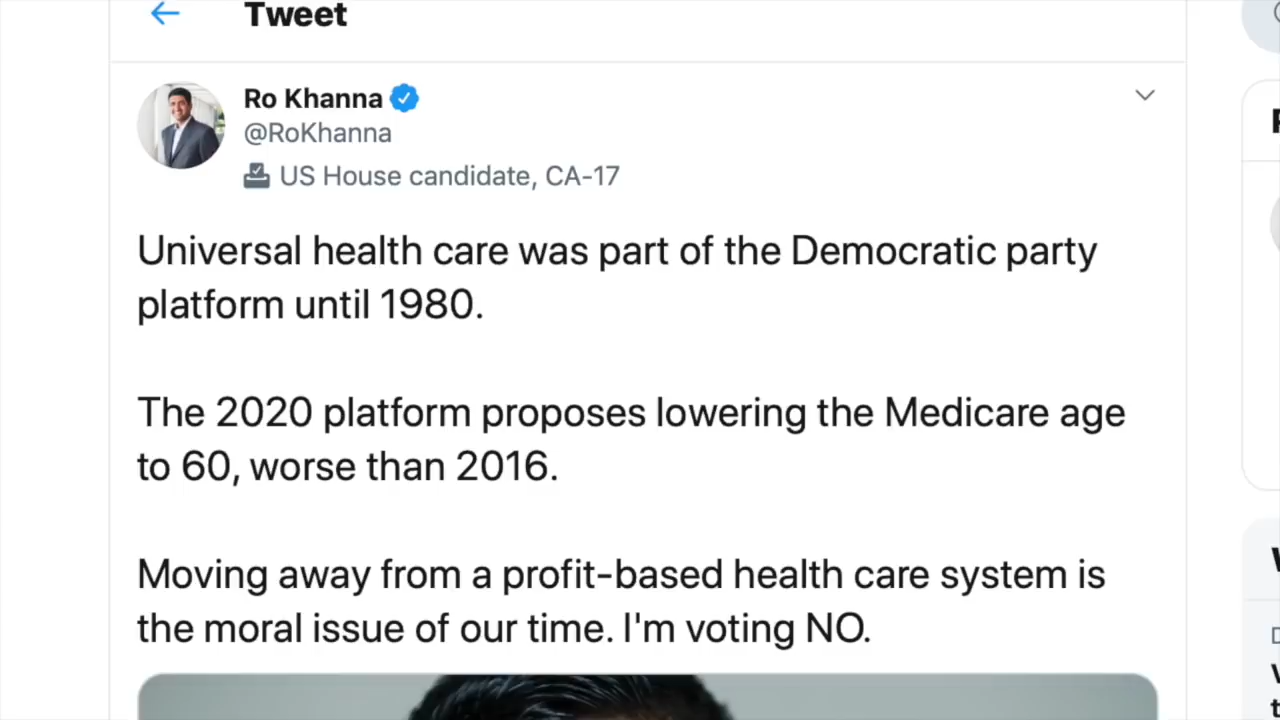 Tweet
Ro Khanna
@RoKhanna
US House candidate, CA-17
Universal health care was part of the Democratic party
platform until 1980.
The 2020 platform proposes lowering the Medicare age
to 60, worse than 2016.
Moving away from a profit-based health care system is
the moral issue of our time. I'm voting NO.